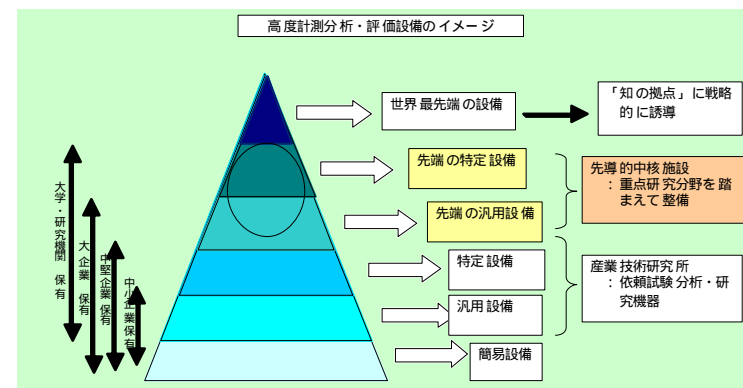 高度計測分析・評価設備のイメージ
世界最先端の設備
「知の拠点」に戦略
的に誘導
先端の特定設備
先端の汎用設備
先導的中核施設
：重点研究分野を踏
まえて整備
特定設備
汎用設備
産業技術研究所
：依頼試験分析・研
究機器
簡易設備
大学・研究機関 保有
大企業 保有
中堅企業 保有
中小企業保有